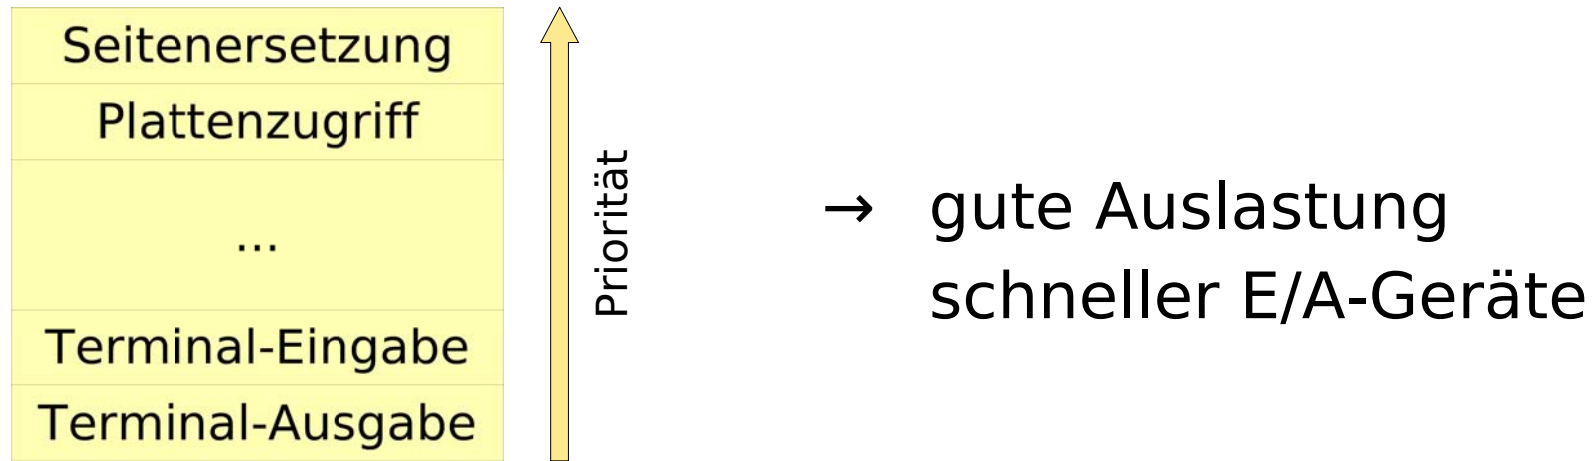 Seitenersetzung
Plattenzugriff
...
Terminal-Eingabe
Terminal-Ausgabe
Priorität
→ gute Auslastung
schneller E/A-Geräte